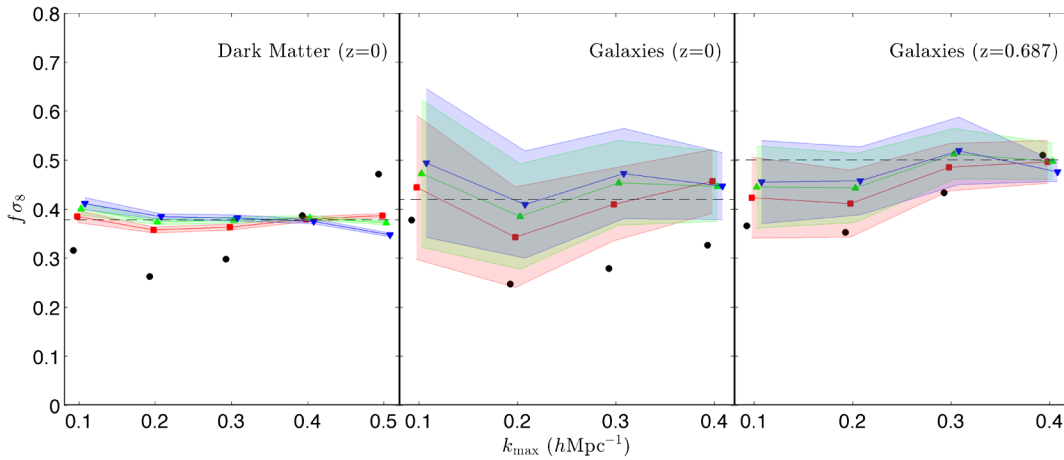 Dark Matter (z=0)
Galaxies (z=0)
Galaxies (z=0.687)
fσ₈
0.8
0.7
0.6
0.5
0.4
0.3
0.2
0.1
0
0.1 0.2 0.3 0.4 0.5
0.1 0.2 0.3 0.4
0.1 0.2 0.3 0.4
k_max (hMpc⁻¹)